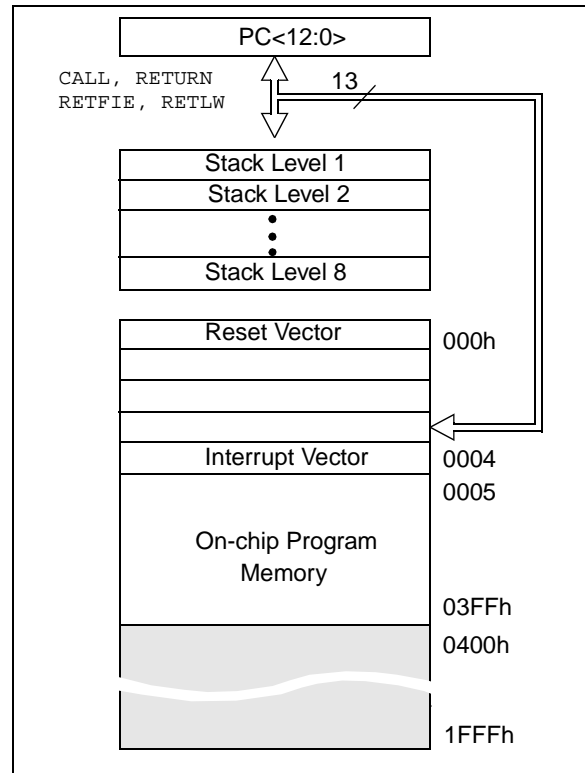 PC<12:0>
CALL, RETURN
RETFIE, RETLW
13
Stack Level 1
Stack Level 2
Stack Level 8
Reset Vector
000h
Interrupt Vector
0004
0005
On-chip Program
Memory
03FFh
0400h
1FFFh